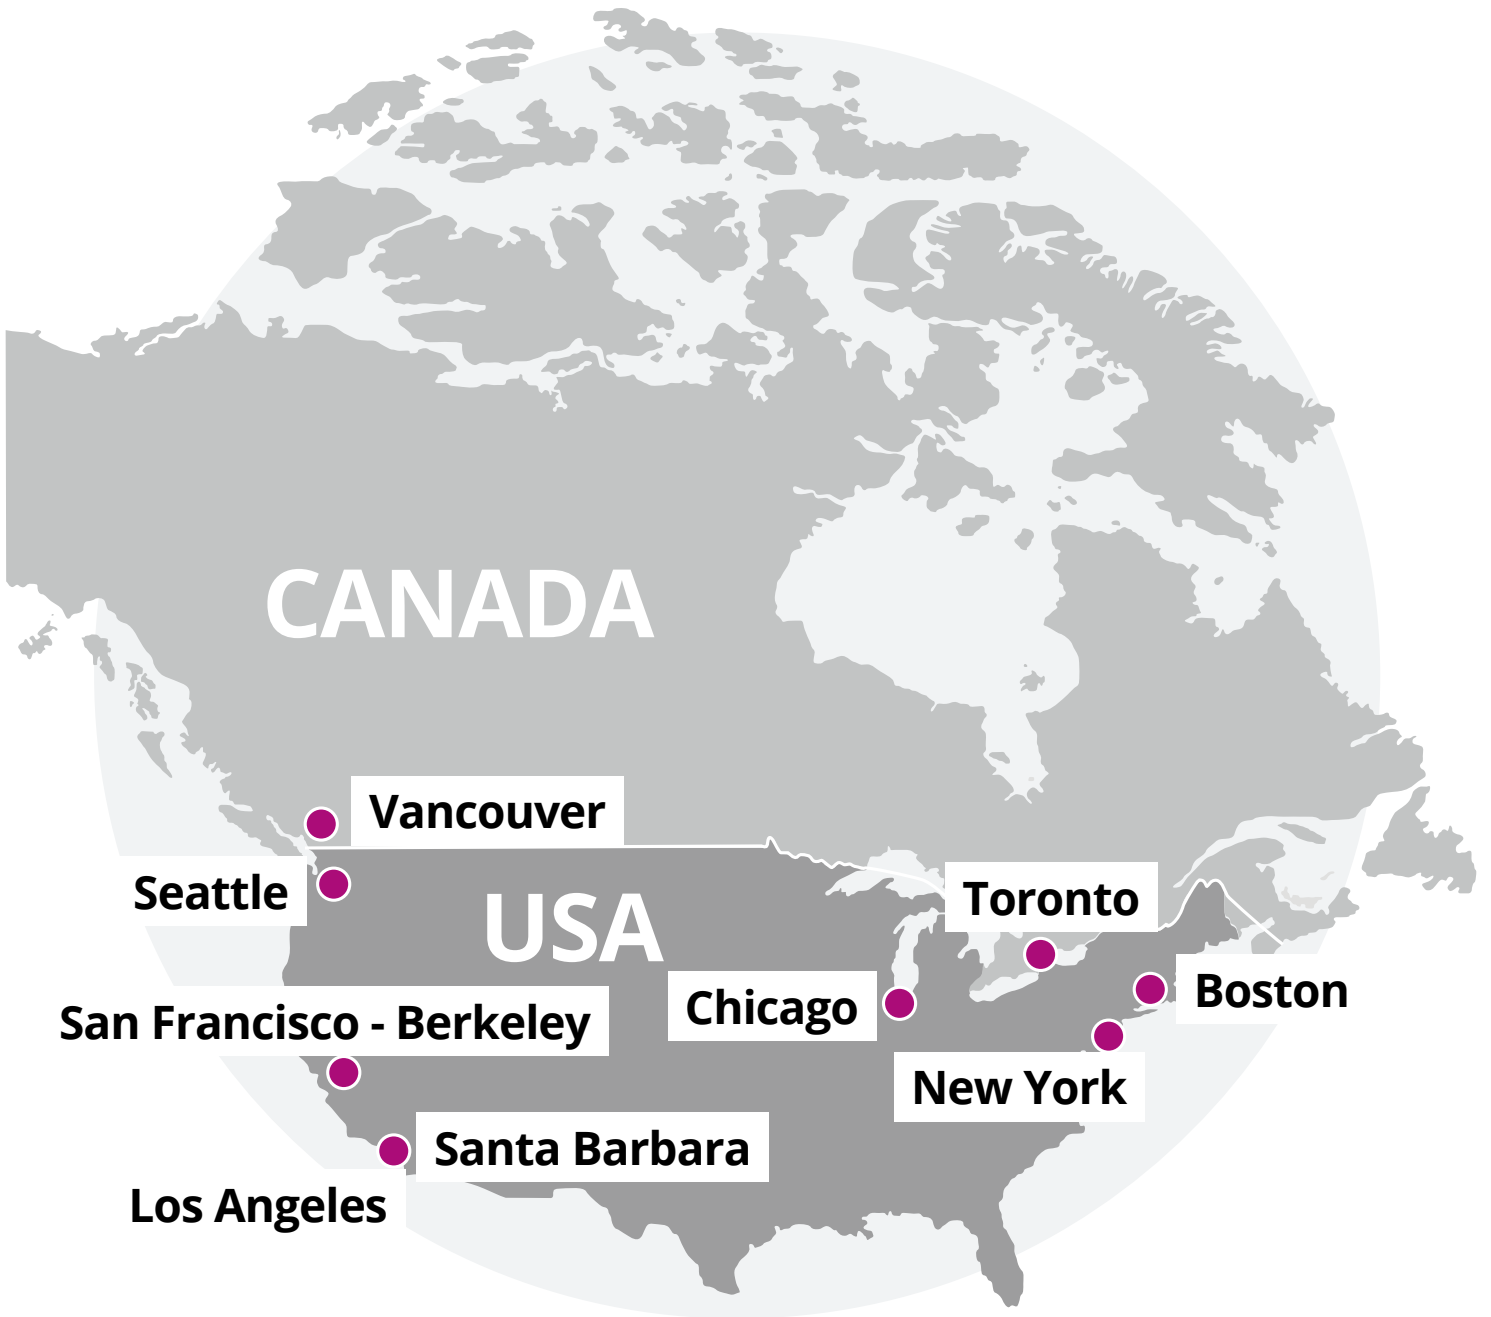 CANADA
Vancouver
Seattle
USA
Toronto
Chicago
Boston
San Francisco - Berkeley
New York
Santa Barbara
Los Angeles